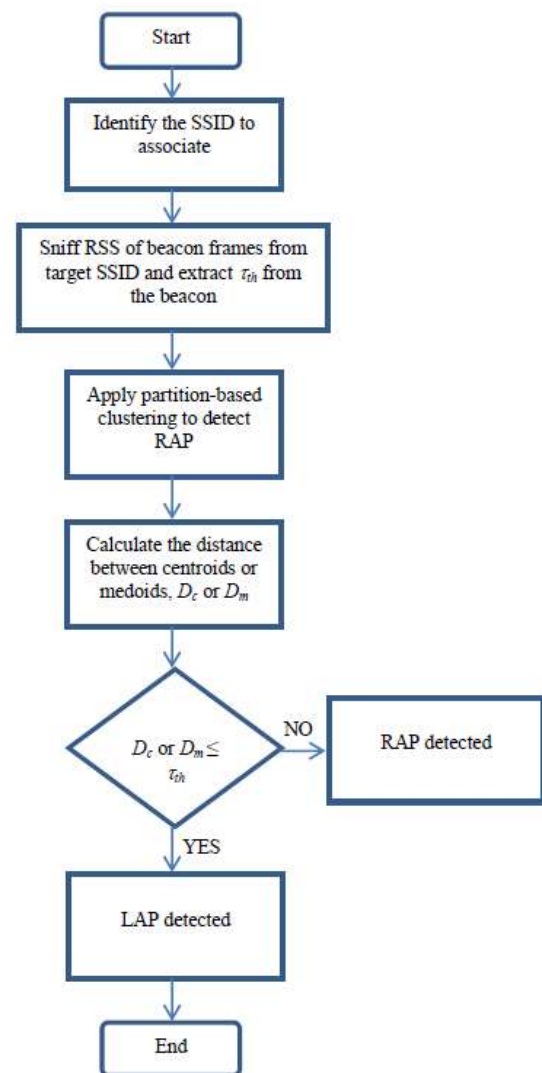 Start
Identify the SSID to
associate
Sniff RSS of beacon frames from
target SSID and extract τth from
the beacon
Apply partition-based
clustering to detect
RAP
Calculate the distance
between centroids or
medoids, Dc or Dm
Dc or Dm ≤
τth
NO
RAP detected
YES
LAP detected
End